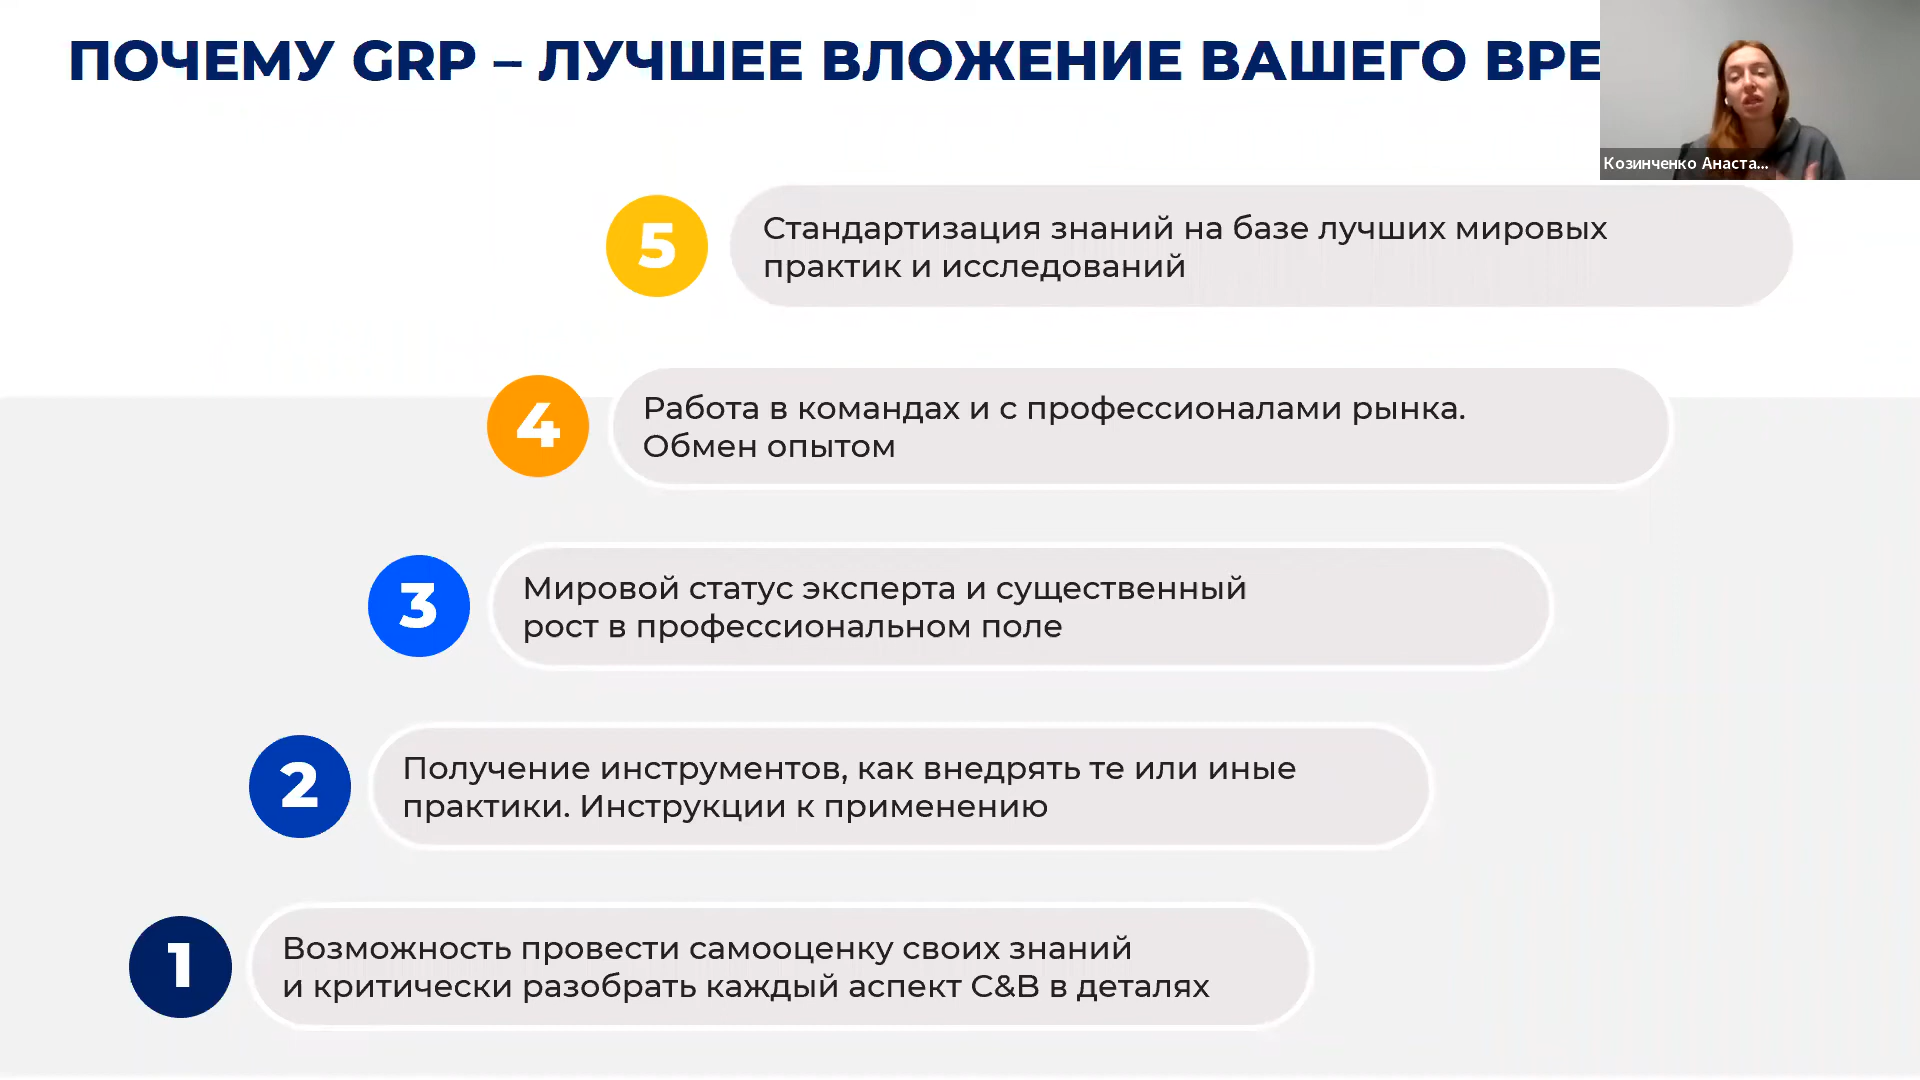 ПОЧЕМУ GRP – ЛУЧШЕЕ ВЛОЖЕНИЕ ВАШЕГО ВРЕ
Козинченко Анаста...
5
Стандартизация знаний на базе лучших мировых
практик и исследований
4
Работа в командах и с профессионалами рынка.
Обмен опытом
3
Мировой статус эксперта и существенный
рост в профессиональном поле
2
Получение инструментов, как внедрять те или иные
практики. Инструкции к применению
1
Возможность провести самооценку своих знаний
и критически разобрать каждый аспект C&B в деталях